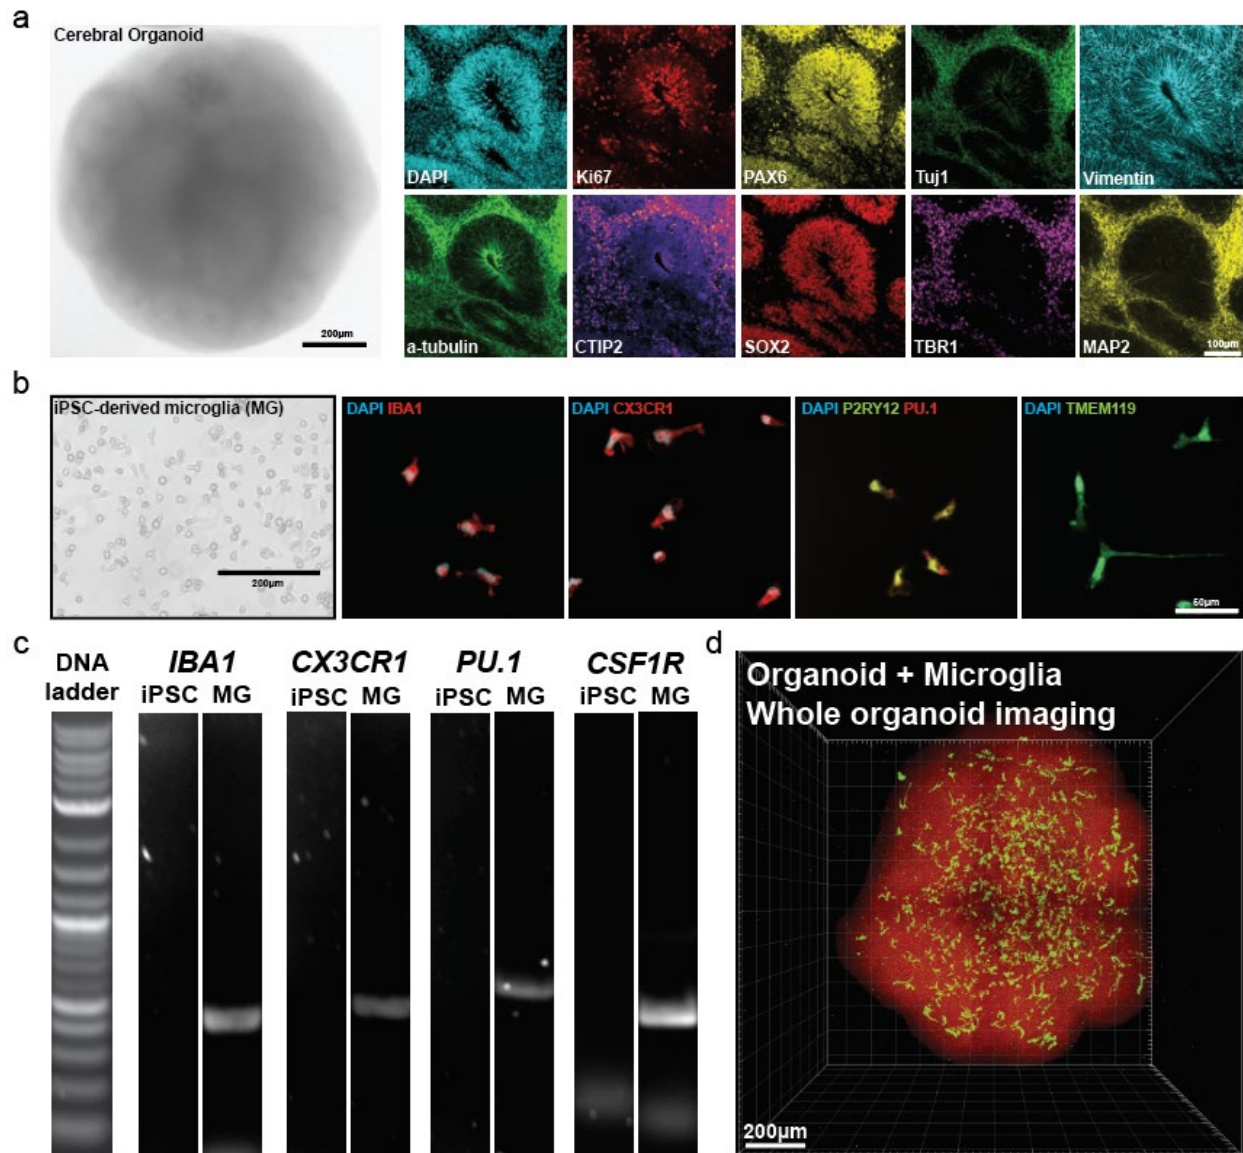 a
Cerebral Organoid
200µm
DAPI
Ki67
PAX6
Tuj1
Vimentin
a-tubulin
CTIP2
SOX2
TBR1
MAP2
100µm
b
iPSC-derived microglia (MG)
200µm
DAPI IBA1
DAPI CX3CR1
DAPI P2RY12 PU.1
DAPI TMEM119
50µm
c
DNA
ladder
IBA1
iPSC MG
CX3CR1
iPSC MG
PU.1
iPSC MG
CSF1R
iPSC MG
d
Organoid + Microglia
Whole organoid imaging
200µm